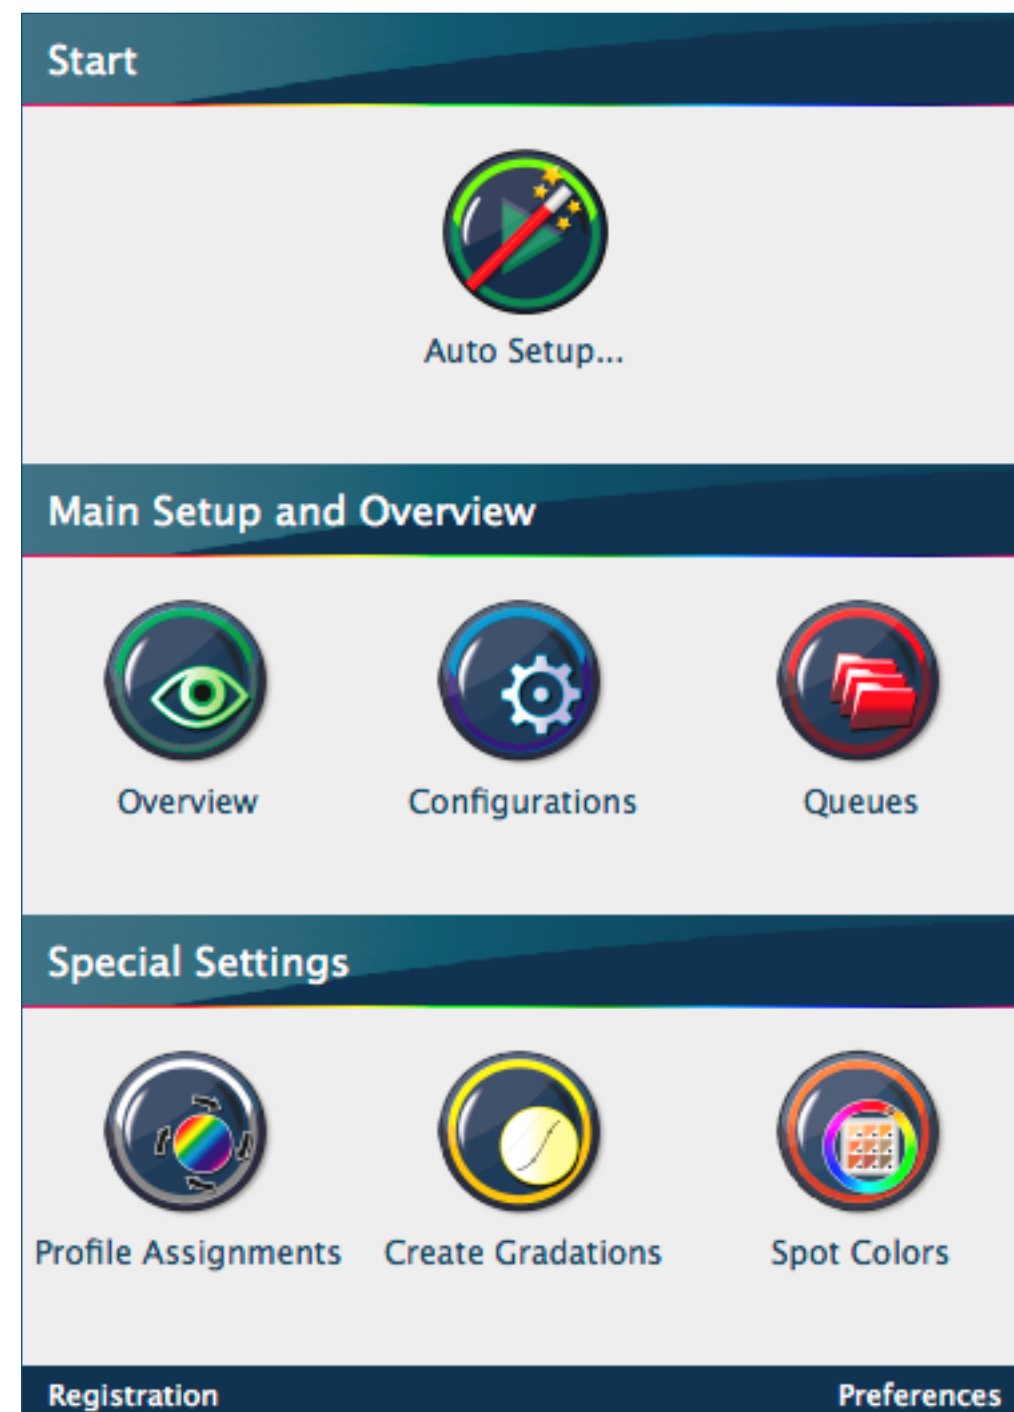 Start
Auto Setup...
Main Setup and Overview
Overview Configurations Queues
Special Settings
Profile Assignments Create Gradations Spot Colors
Registration Preferences